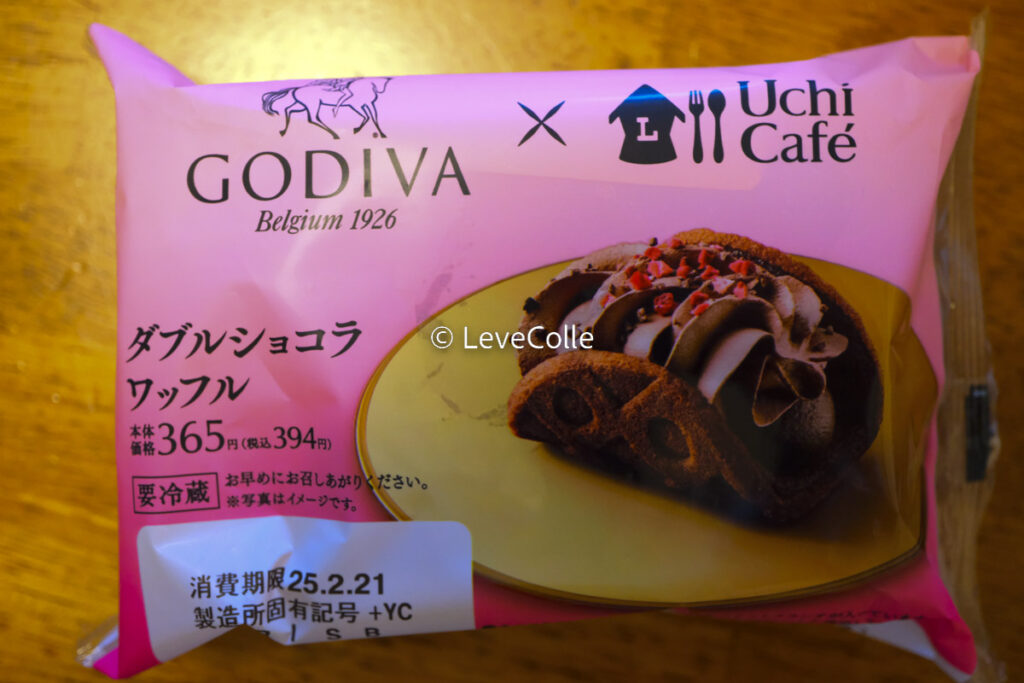 GODIVA
Belgium 1926
×
L
Uchi
Café
ダブルショコラ
ワッフル
本体
価格365円(税込394円)
要冷蔵
お早めにお召しあがりください。
※写真はイメージです。
© LeveColle
消費期限25.2.21
製造所固有記号 +YC